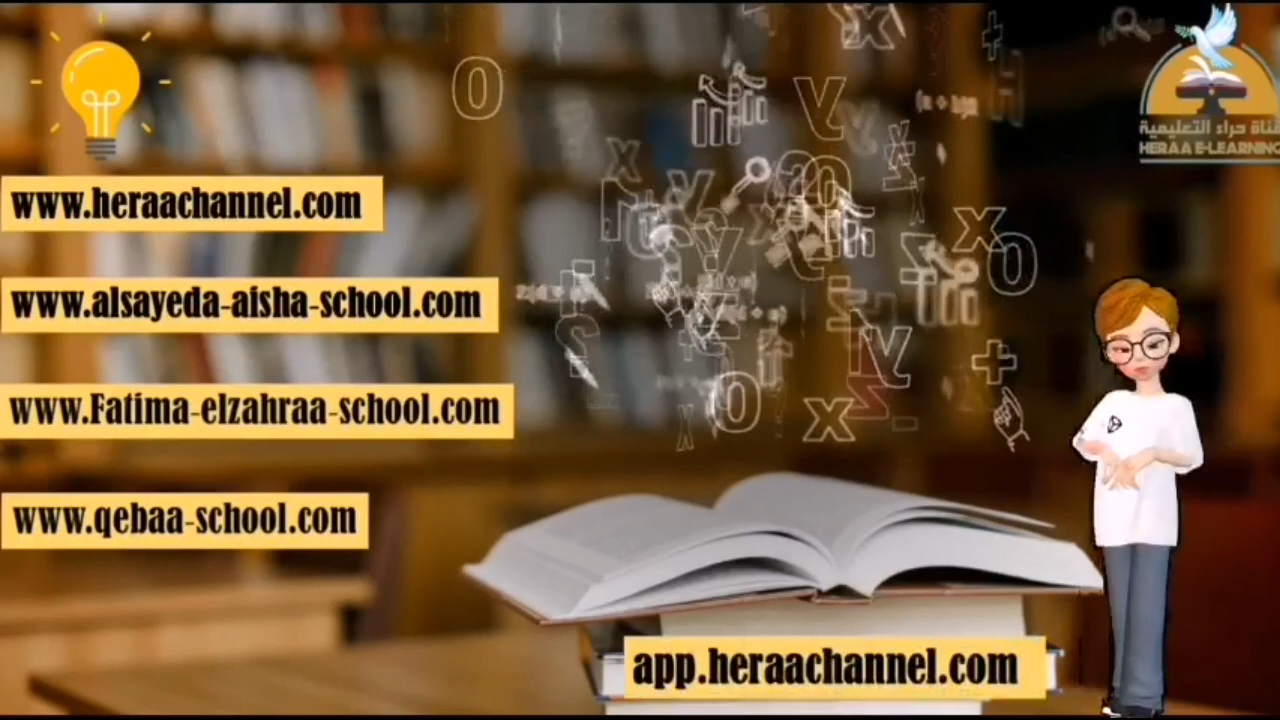 قناة حراء التعليمية
HERAA E-LEARNING
www.heraachannel.com
www.alsayeda-aisha-school.com
www.Fatima-elzahraa-school.com
www.qebaa-school.com
app.heraachannel.com